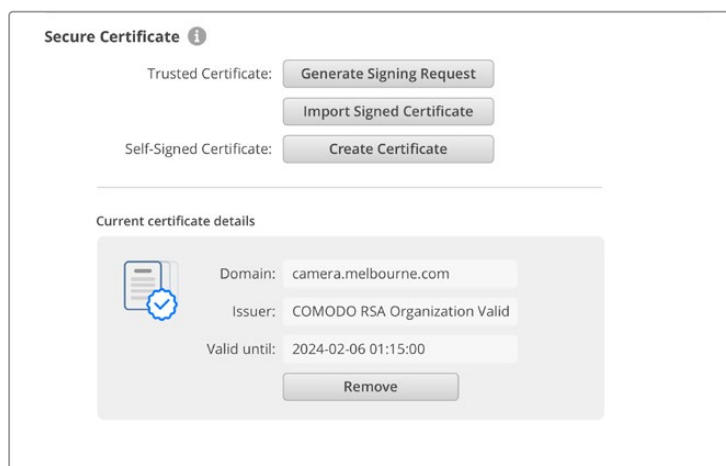 Secure Certificate
Trusted Certificate: Generate Signing Request
Import Signed Certificate
Self-Signed Certificate: Create Certificate
Current certificate details
Domain: camera.melbourne.com
Issuer: COMODO RSA Organization Valid
Valid until: 2024-02-06 01:15:00
Remove